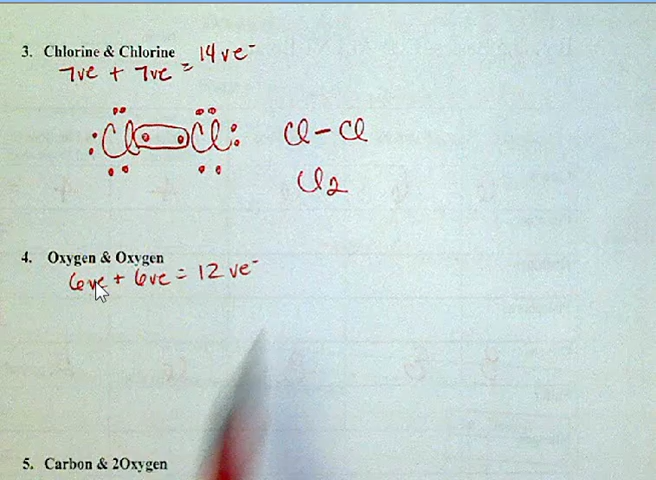 3. Chlorine & Chlorine
7ve + 7ve = 14ve⁻
:Cl Cl: Cl–Cl
Cl2
4. Oxygen & Oxygen
6ve + 6ve = 12 ve⁻
5. Carbon & 2Oxygen